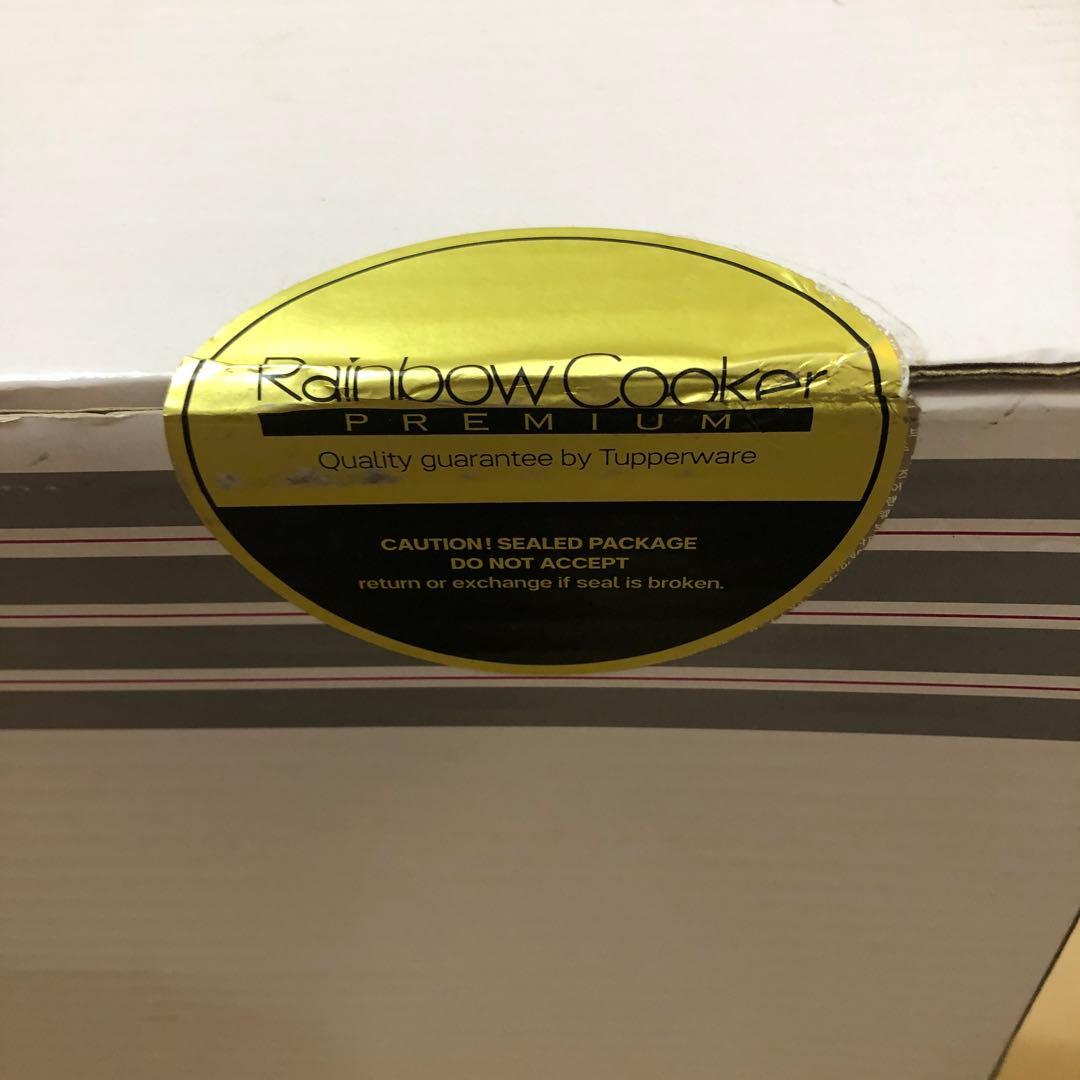 Rainbow Cooker
PREMIUM
Quality guarantee by Tupperware
CAUTION! SEALED PACKAGE
DO NOT ACCEPT
return or exchange if seal is broken.